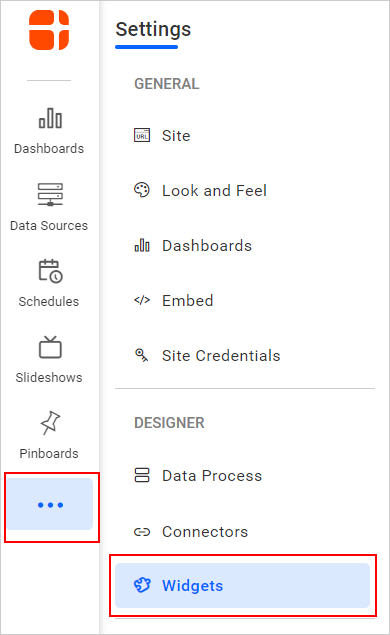 Dashboards
Data Sources
Schedules
Slideshows
Pinboards
Settings
GENERAL
URL
Site
Look and Feel
Dashboards
Embed
Site Credentials
DESIGNER
Data Process
Connectors
Widgets